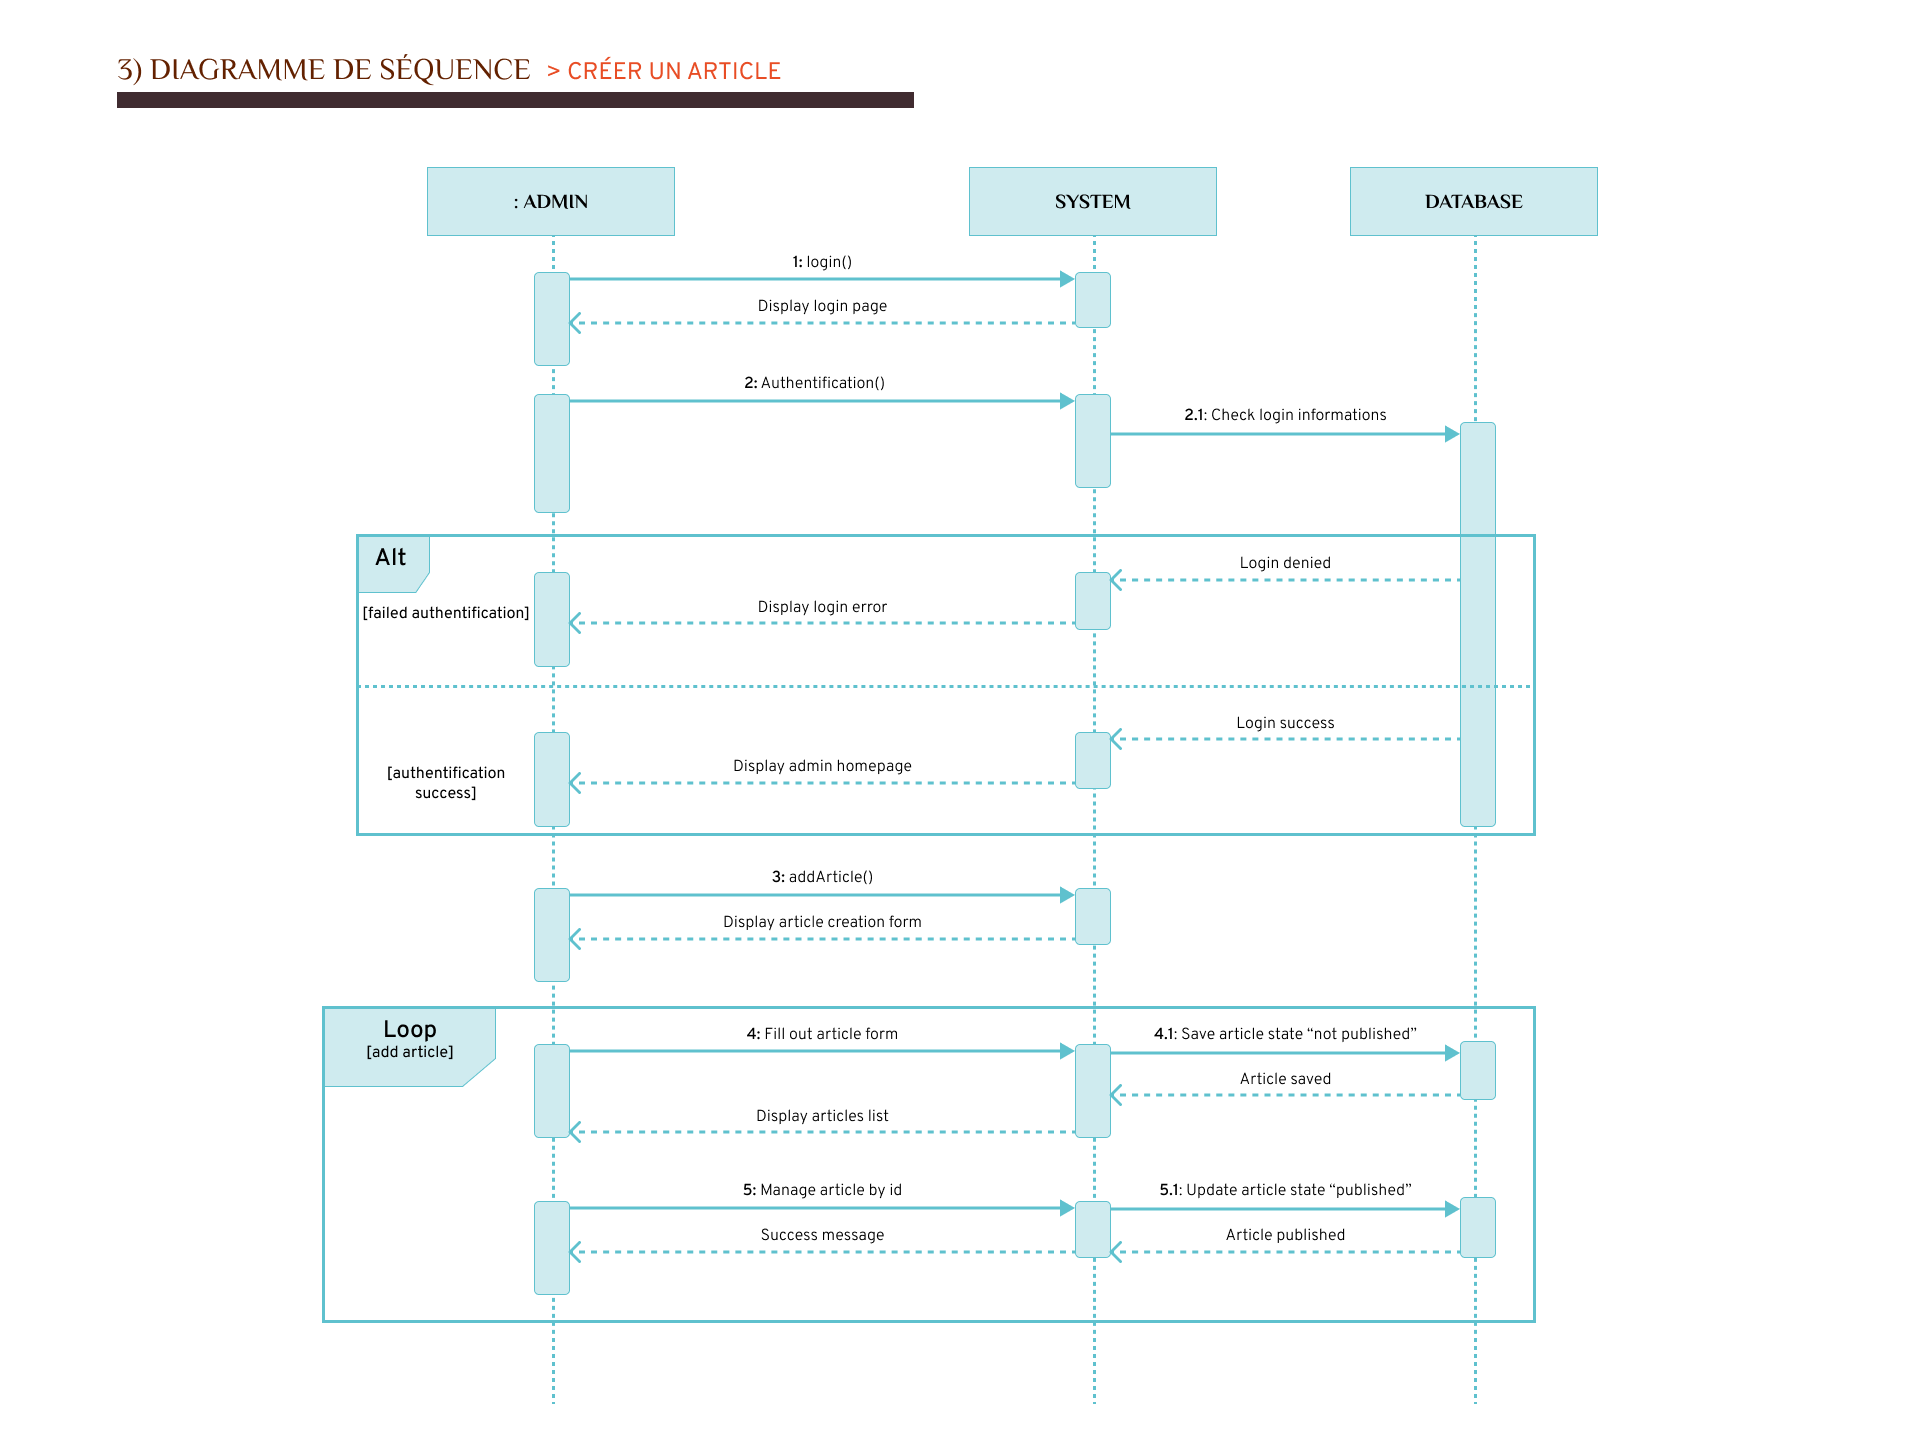 3) DIAGRAMME DE SÉQUENCE > CRÉER UN ARTICLE
: ADMIN
SYSTEM
DATABASE
1: login()
Display login page
2: Authentification()
2.1: Check login informations
Alt
Login denied
[failed authentification]
Display login error
Login success
Display admin homepage
[authentification
success]
3: addArticle()
Display article creation form
Loop
[add article]
4: Fill out article form
4.1: Save article state “not published”
Article saved
Display articles list
5: Manage article by id
5.1: Update article state “published”
Success message
Article published